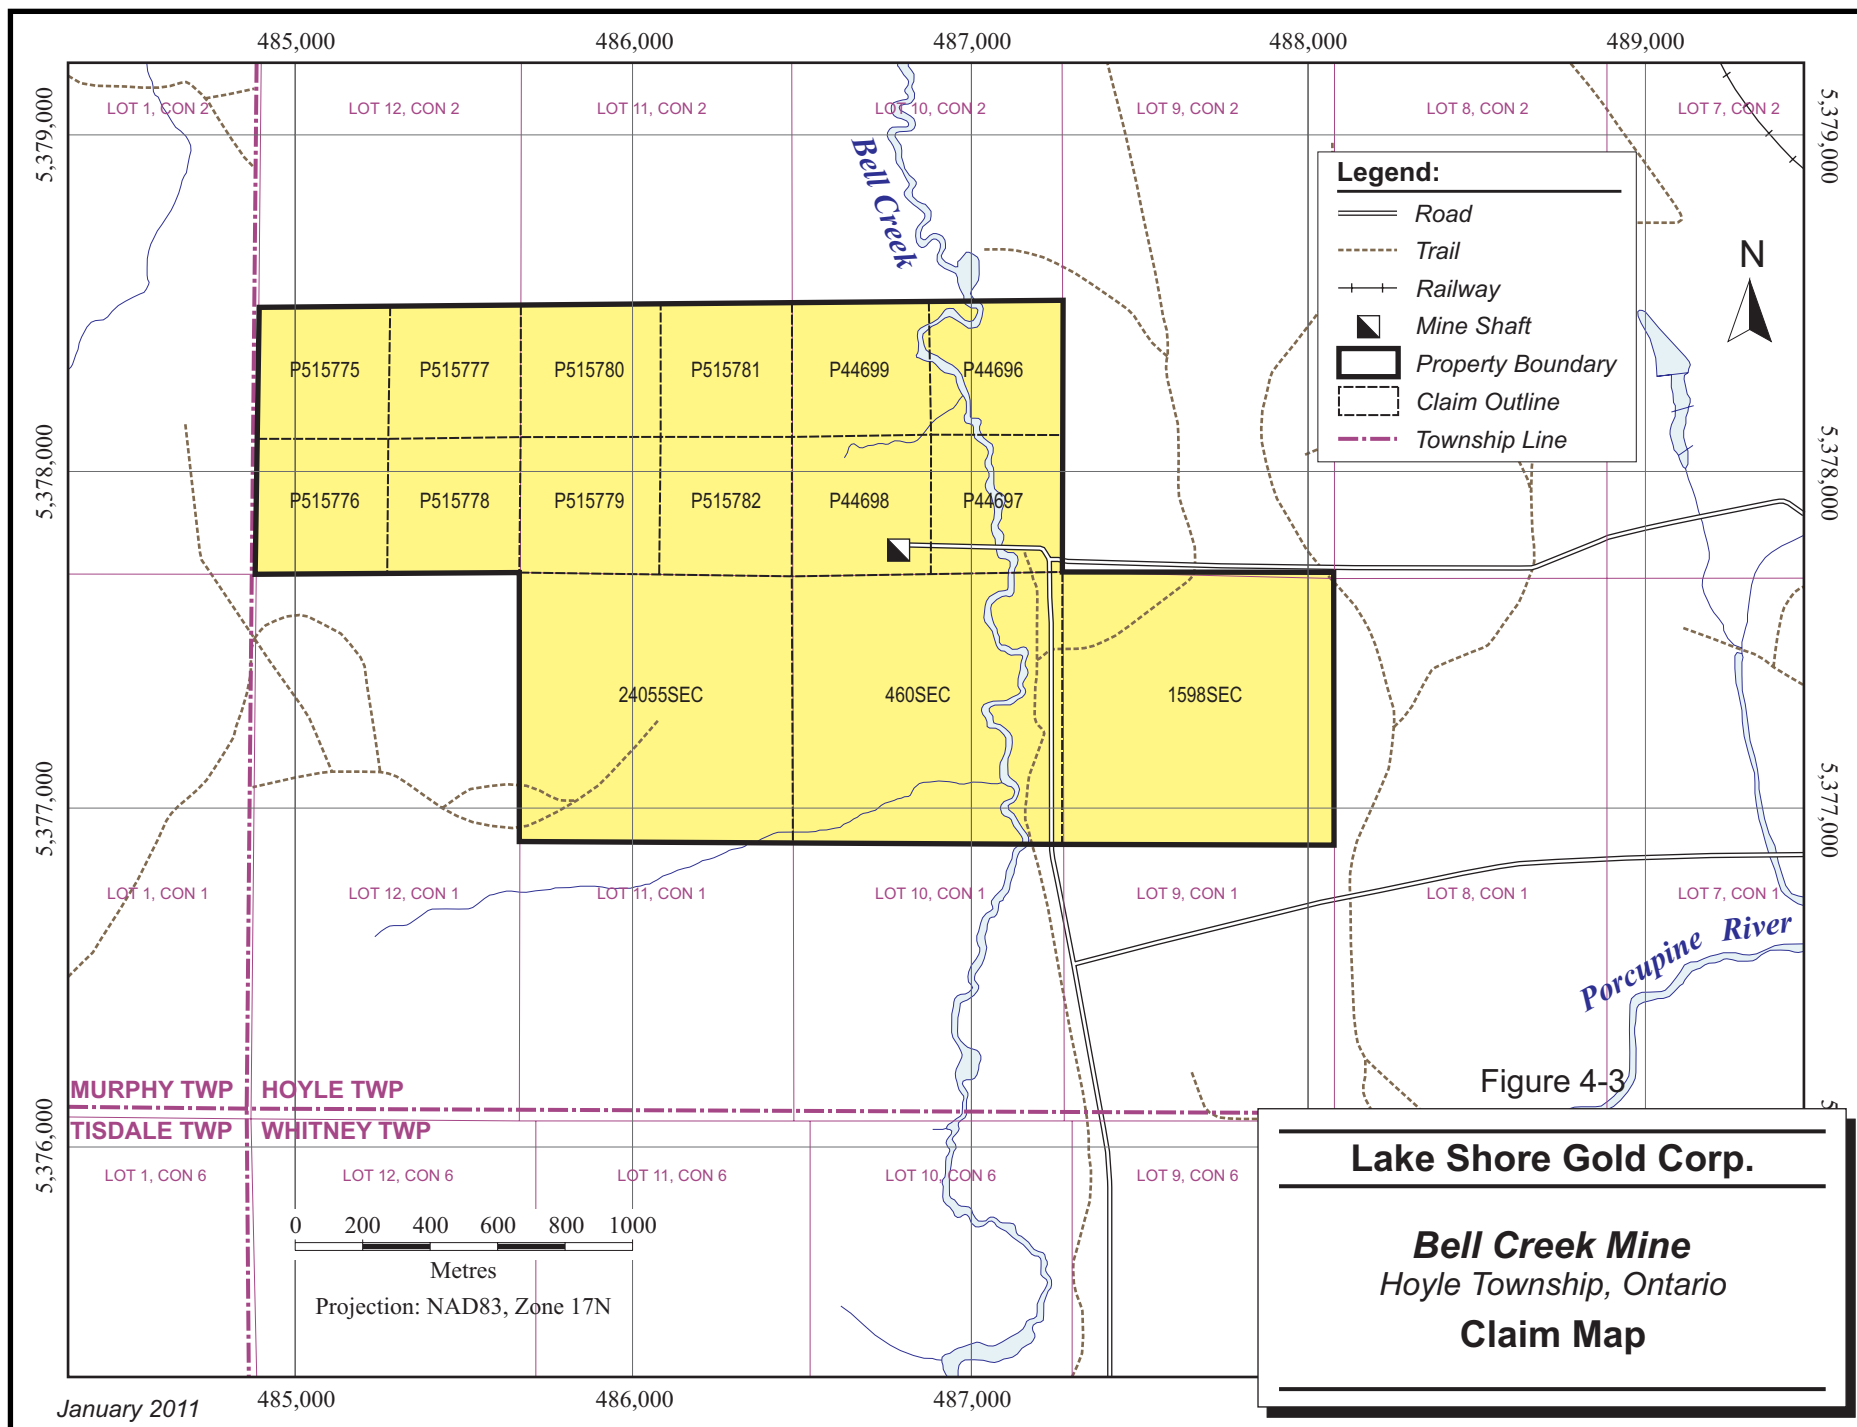 485,000 486,000 487,000 488,000 489,000
5,379,000
5,378,000
5,377,000
5,376,000
5,379,000
5,378,000
5,377,000
LOT 1, CON 2
LOT 12, CON 2
LOT 11, CON 2
LOT 10, CON 2
LOT 9, CON 2
LOT 8, CON 2
LOT 7, CON 2
Bell Creek
Legend:
Road
Trail
Railway
Mine Shaft
Property Boundary
Claim Outline
Township Line
N
P515775
P515777
P515780
P515781
P44699
P44696
P515776
P515778
P515779
P515782
P44698
P44697
24055SEC
460SEC
1598SEC
LOT 1, CON 1
LOT 12, CON 1
LOT 11, CON 1
LOT 10, CON 1
LOT 9, CON 1
LOT 8, CON 1
LOT 7, CON 1
Porcupine River
MURPHY TWP
HOYLE TWP
TISDALE TWP
WHITNEY TWP
LOT 1, CON 6
LOT 12, CON 6
LOT 11, CON 6
LOT 10, CON 6
LOT 9, CON 6
0 200 400 600 800 1000
Metres
Projection: NAD83, Zone 17N
Figure 4-3
Lake Shore Gold Corp.
Bell Creek Mine
Hoyle Township, Ontario
Claim Map
485,000 486,000 487,000
January 2011